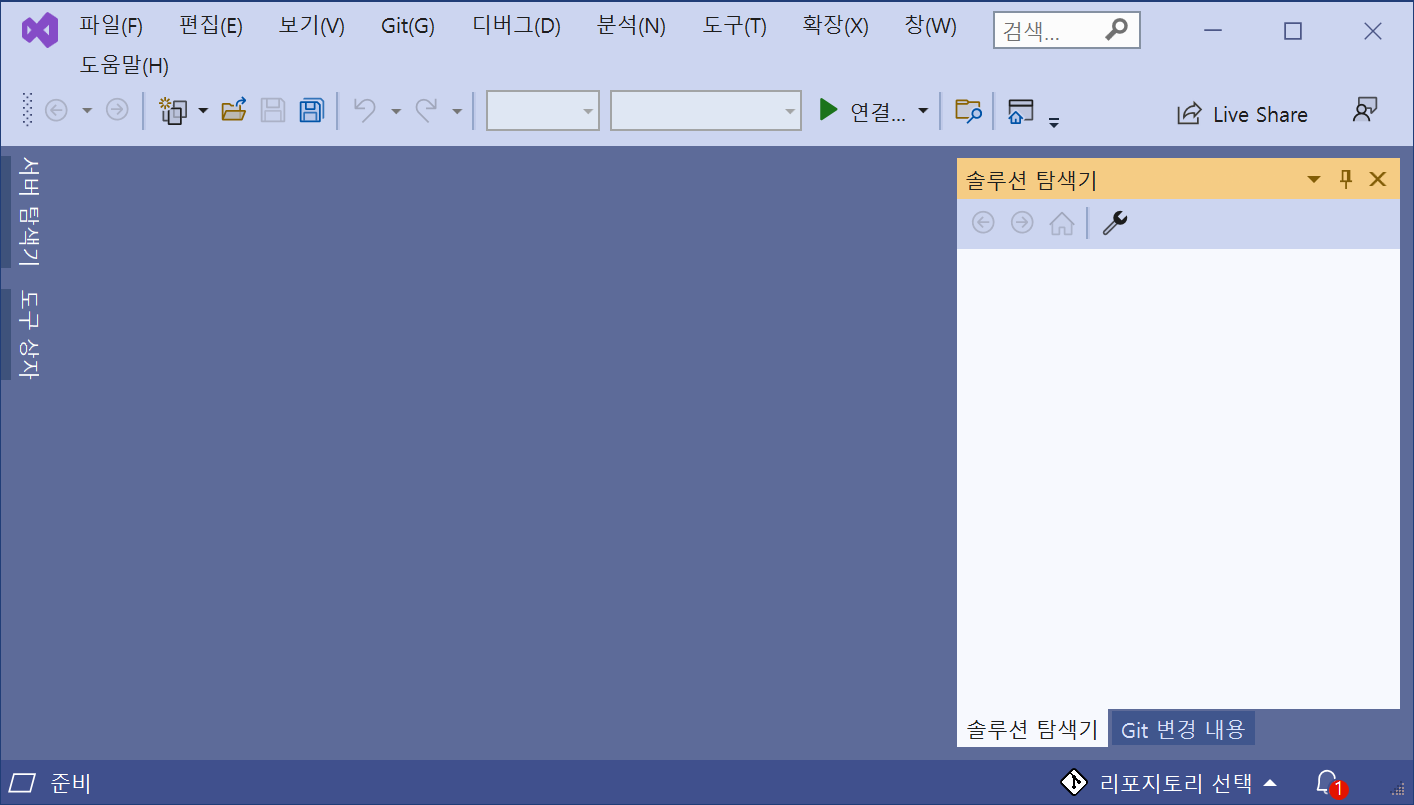 파일(F) 편집(E) 보기(V) Git(G) 디버그(D) 분석(N) 도구(T) 확장(X) 창(W) 검색...
도움말(H)
연결... Live Share
서버 탐색기
도구 상자
솔루션 탐색기
솔루션 탐색기 Git 변경 내용
준비 리포지토리 선택 1